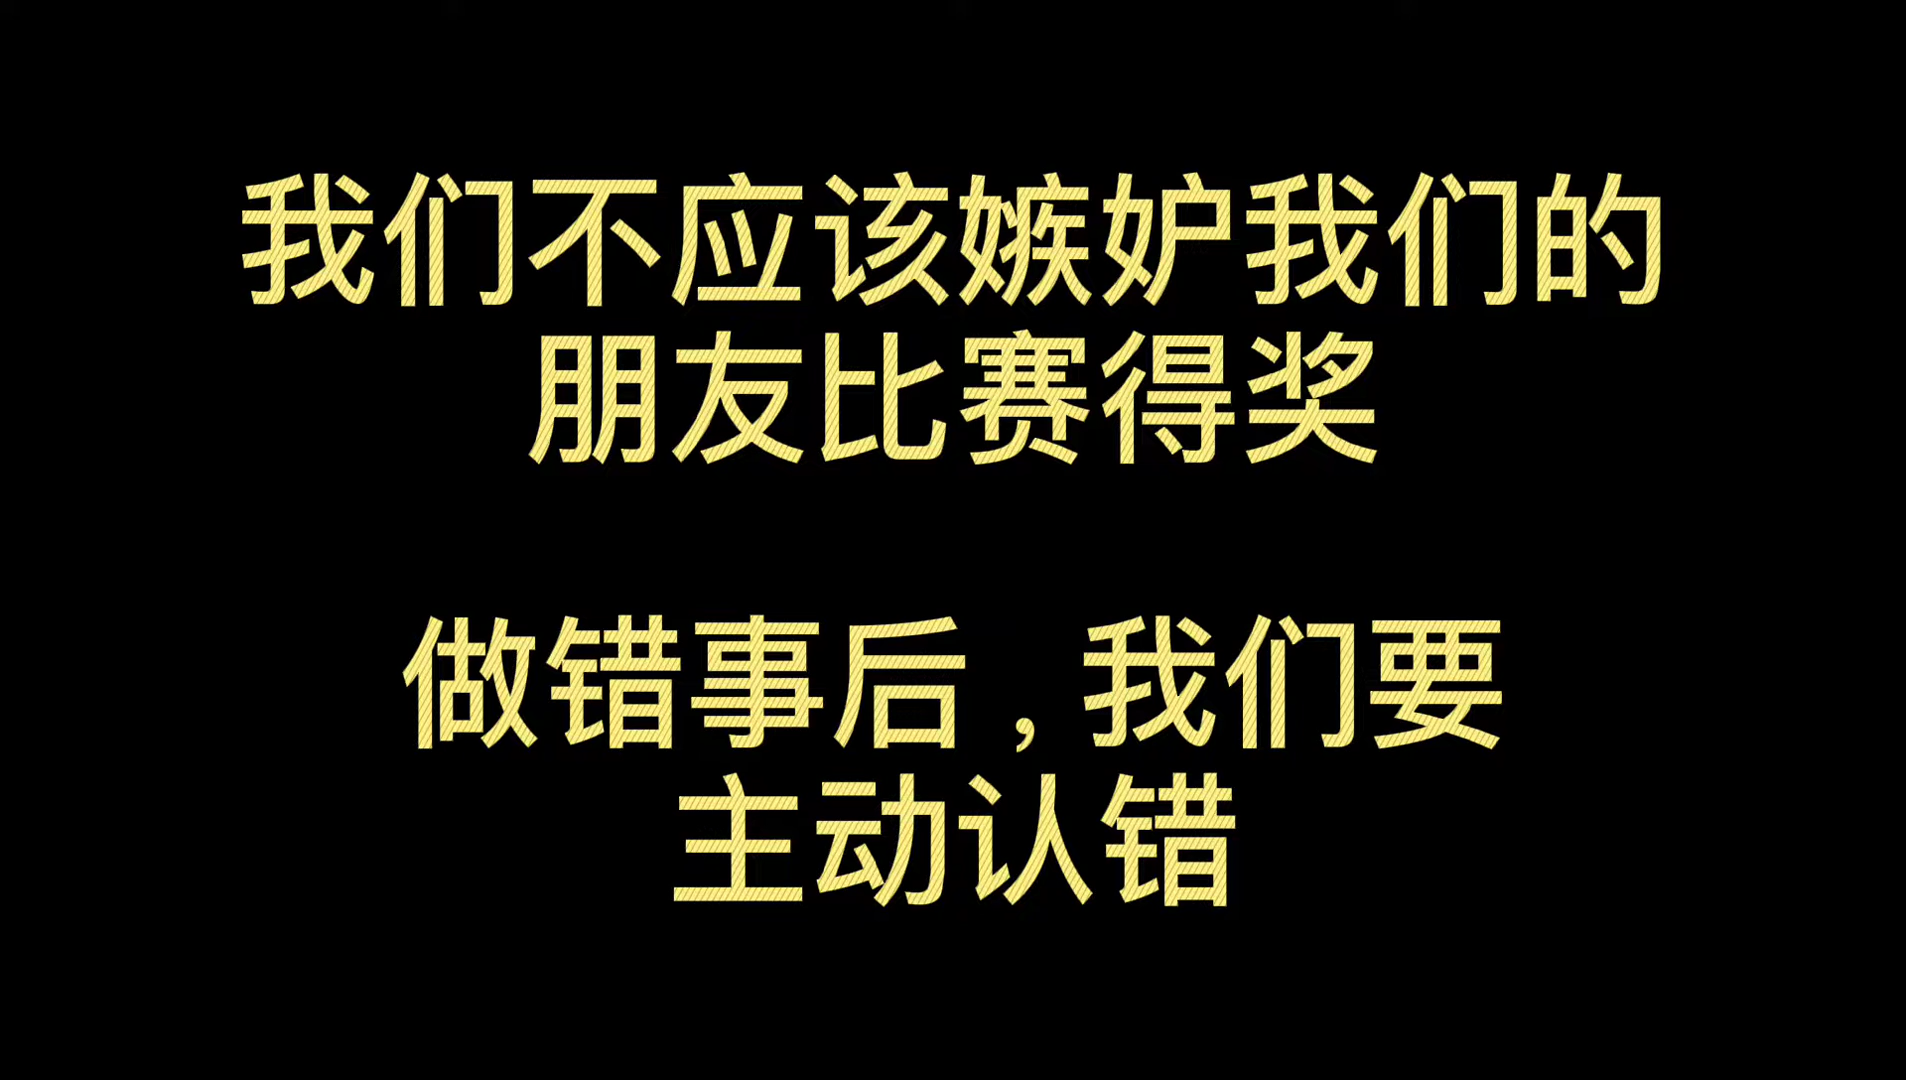 我们不应该嫉妒我们的
朋友比赛得奖
做错事后,我们要
主动认错